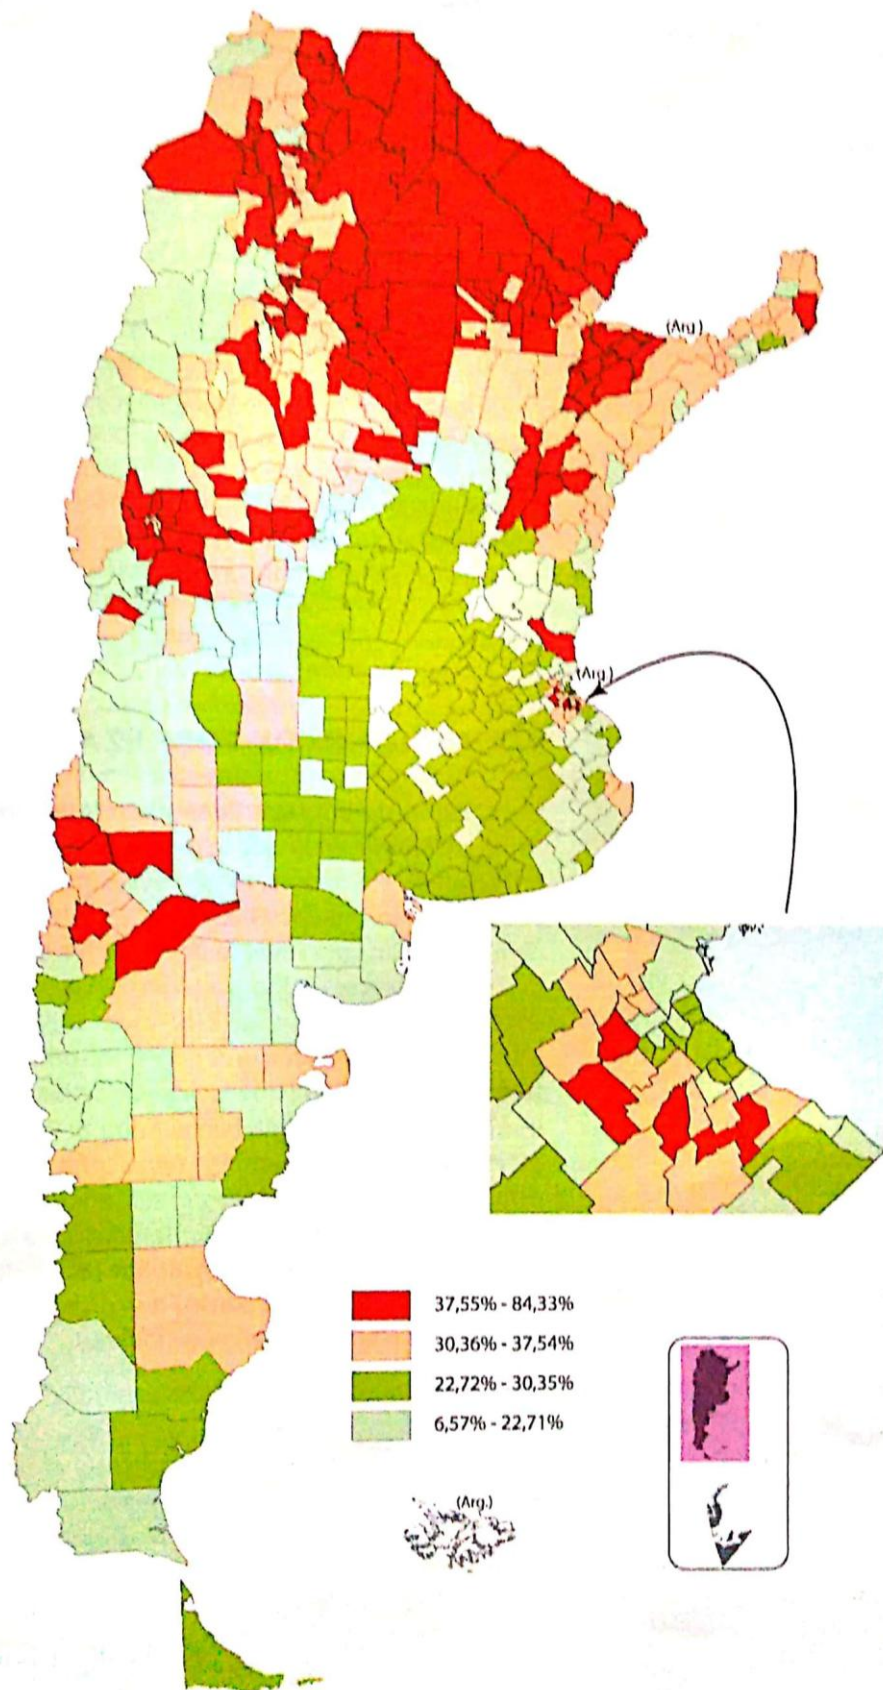 (Arg.)
(Arg.)
37,55% - 84,33%
30,36% - 37,54%
22,72% - 30,35%
6,57% - 22,71%
(Arg.)